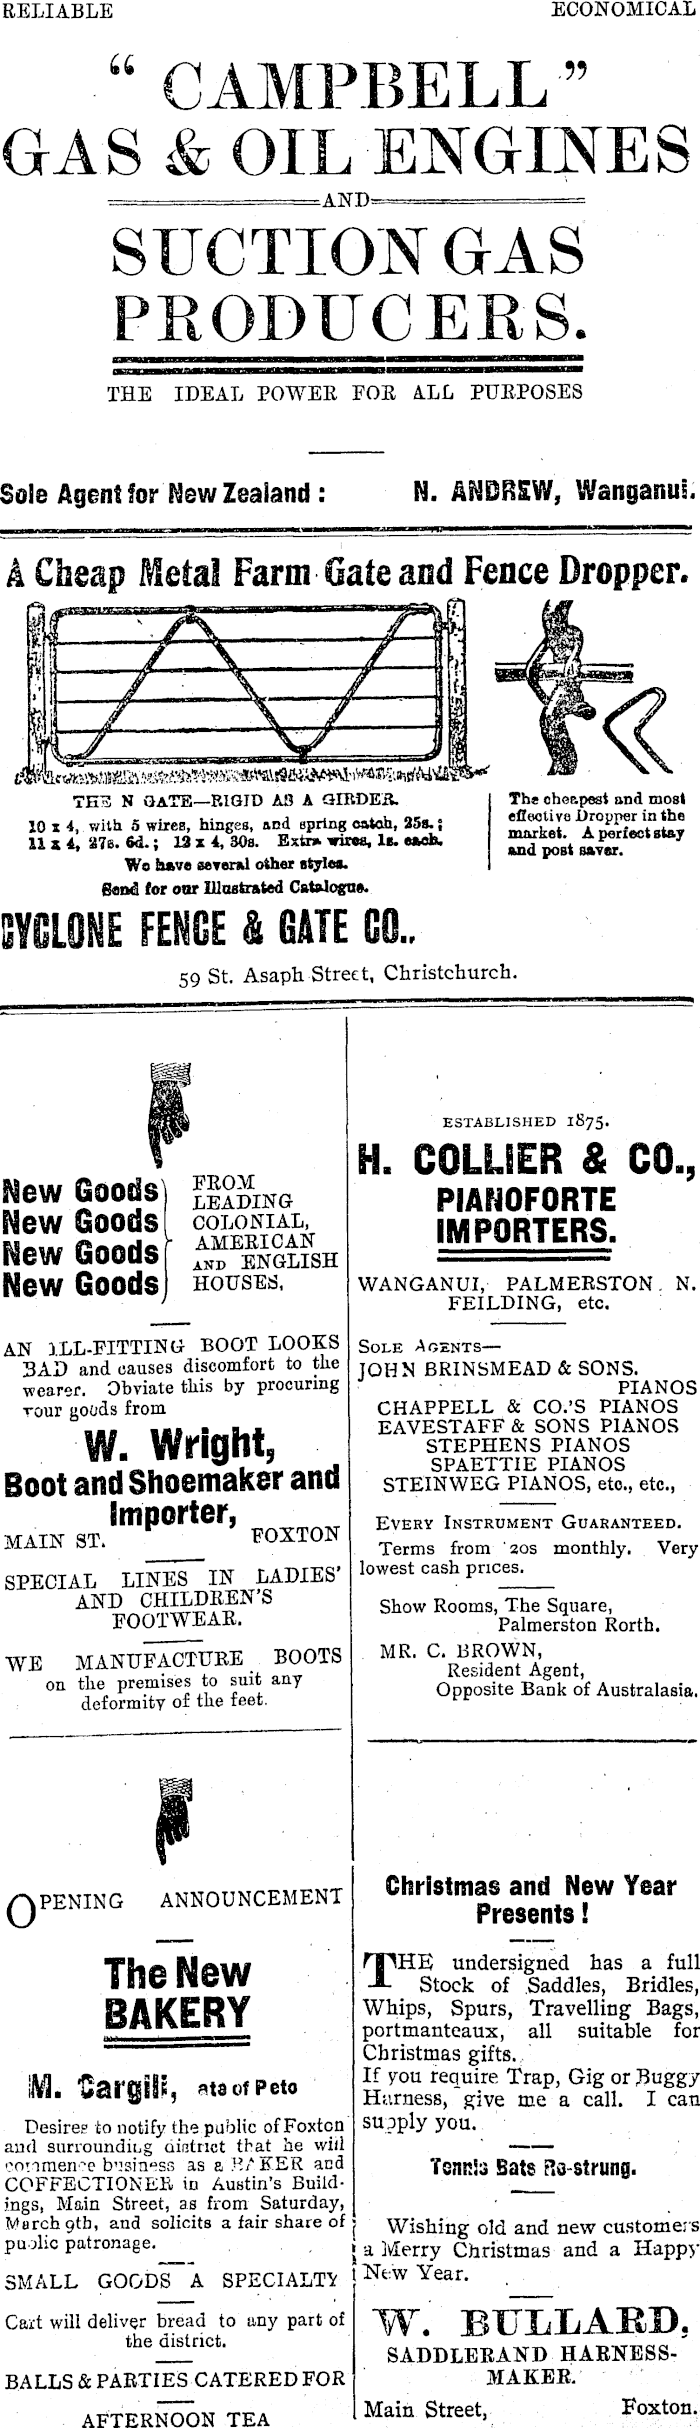 RELIABLE ECONOMICAL
“ CAMPBELL ”
GAS & OIL ENGINES
AND
SUCTION GAS
PRODUCERS.
THE IDEAL POWER FOR ALL PURPOSES
Sole Agent for New Zealand : N. ANDREW, Wanganui.
A Cheap Metal Farm Gate and Fence Dropper.
THE N GATE—RIGID AS A GIRDER.
10 x 4, with 5 wires, hinges, and spring catch, 25s.;
11 x 4, 27s. 6d.; 12 x 4, 30s. Extra wires, 1s. each.
We have several other styles.
Send for our Illustrated Catalogue.
The cheapest and most
effective Dropper in the
market. A perfect stay
and post saver.
CYCLONE FENCE & GATE CO.,
59 St. Asaph Street, Christchurch.
New Goods
New Goods
New Goods
New Goods
FROM
LEADING
COLONIAL,
AMERICAN
AND ENGLISH
HOUSES,
AN ILL-FITTING BOOT LOOKS
BAD and causes discomfort to the
wearer. Obviate this by procuring
your goods from
W. Wright,
Boot and Shoemaker and
Importer,
MAIN ST. FOXTON
SPECIAL LINES IN LADIES'
AND CHILDREN'S
FOOTWEAR.
WE MANUFACTURE BOOTS
on the premises to suit any
deformity of the feet.
OPENING ANNOUNCEMENT
The New
BAKERY
M. Cargill, ate of Peto
Desires to notify the public of Foxton
and surrounding district that he will
commence business as a BAKER and
COFFECTIONER in Austin's Build-
ings, Main Street, as from Saturday,
March 9th, and solicits a fair share of
public patronage.
SMALL GOODS A SPECIALTY
Cart will deliver bread to any part of
the district.
BALLS & PARTIES CATERED FOR
AFTERNOON TEA
ESTABLISHED 1875.
H. COLLIER & CO.,
PIANOFORTE
IMPORTERS.
WANGANUI, PALMERSTON N.
FEILDING, etc.
SOLE AGENTS—
JOHN BRINSMEAD & SONS.
PIANOS
CHAPPELL & CO.'S PIANOS
EAVESTAFF & SONS PIANOS
STEPHENS PIANOS
SPAETTIE PIANOS
STEINWEG PIANOS, etc., etc.,
EVERY INSTRUMENT GUARANTEED.
Terms from 20s monthly. Very
lowest cash prices.
Show Rooms, The Square,
Palmerston Rorth.
MR. C. BROWN,
Resident Agent,
Opposite Bank of Australasia.
Christmas and New Year
Presents !
THE undersigned has a full
Stock of Saddles, Bridles,
Whips, Spurs, Travelling Bags,
portmanteaux, all suitable for
Christmas gifts.
If you require Trap, Gig or Buggy
Harness, give me a call. I can
supply you.
Tennis Bats Re-strung.
Wishing old and new customers
a Merry Christmas and a Happy
New Year.
W. BULLARD,
SADDLERAND HARNESS-
MAKER.
Main Street, Foxton.